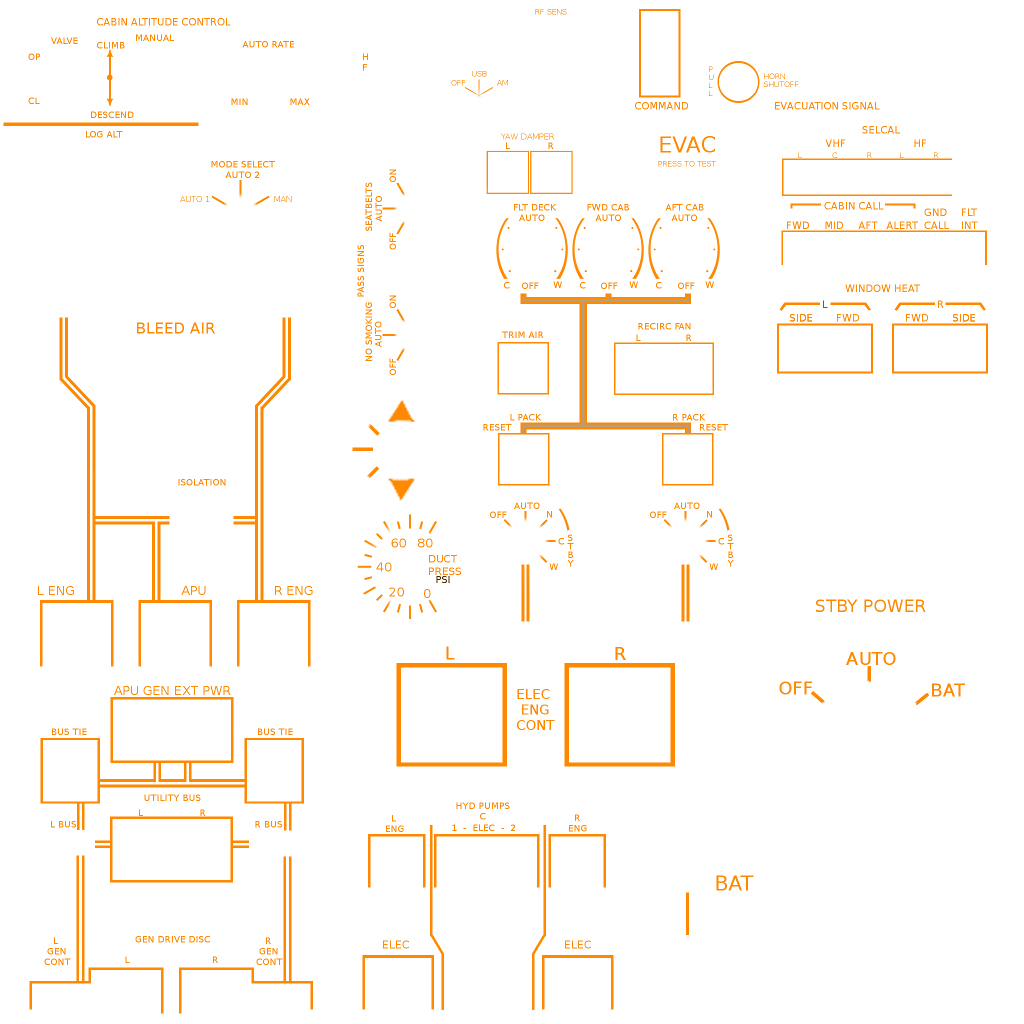 CABIN ALTITUDE CONTROL
VALVE
MANUAL
CLIMB
AUTO RATE
OP
CL
MIN
MAX
DESCEND
LOG ALT
MODE SELECT
AUTO 2
AUTO 1
MAN
H
F
RF SENS
USB
OFF
AM
COMMAND
PULL
HORN
SHUTOFF
EVACUATION SIGNAL
YAW DAMPER
L
R
EVAC
PRESS TO TEST
SELCAL
VHF
HF
L C R L R
CABIN CALL
GND
FLT
FWD MID AFT ALERT CALL INT
WINDOW HEAT
L
R
SIDE FWD
FWD SIDE
PASS SIGNS
SEATBELTS
AUTO
ON
OFF
NO SMOKING
AUTO
ON
OFF
FLT DECK
AUTO
FWD CAB
AUTO
AFT CAB
AUTO
C OFF W
C OFF W
C OFF W
TRIM AIR
RECIRC FAN
L
R
L PACK
RESET
R PACK
RESET
AUTO
OFF
N
C
W
STBY
AUTO
OFF
N
C
W
STBY
BLEED AIR
ISOLATION
L ENG
APU
R ENG
60 80
40
20 0
DUCT
PRESS
PSI
STBY POWER
AUTO
OFF
BAT
L
R
ELEC
ENG
CONT
APU GEN EXT PWR
BUS TIE
BUS TIE
UTILITY BUS
L
R
L BUS
R BUS
GEN DRIVE DISC
L
GEN
CONT
L
R
R
GEN
CONT
HYD PUMPS
C
1 - ELEC - 2
L
ENG
R
ENG
ELEC
ELEC
BAT